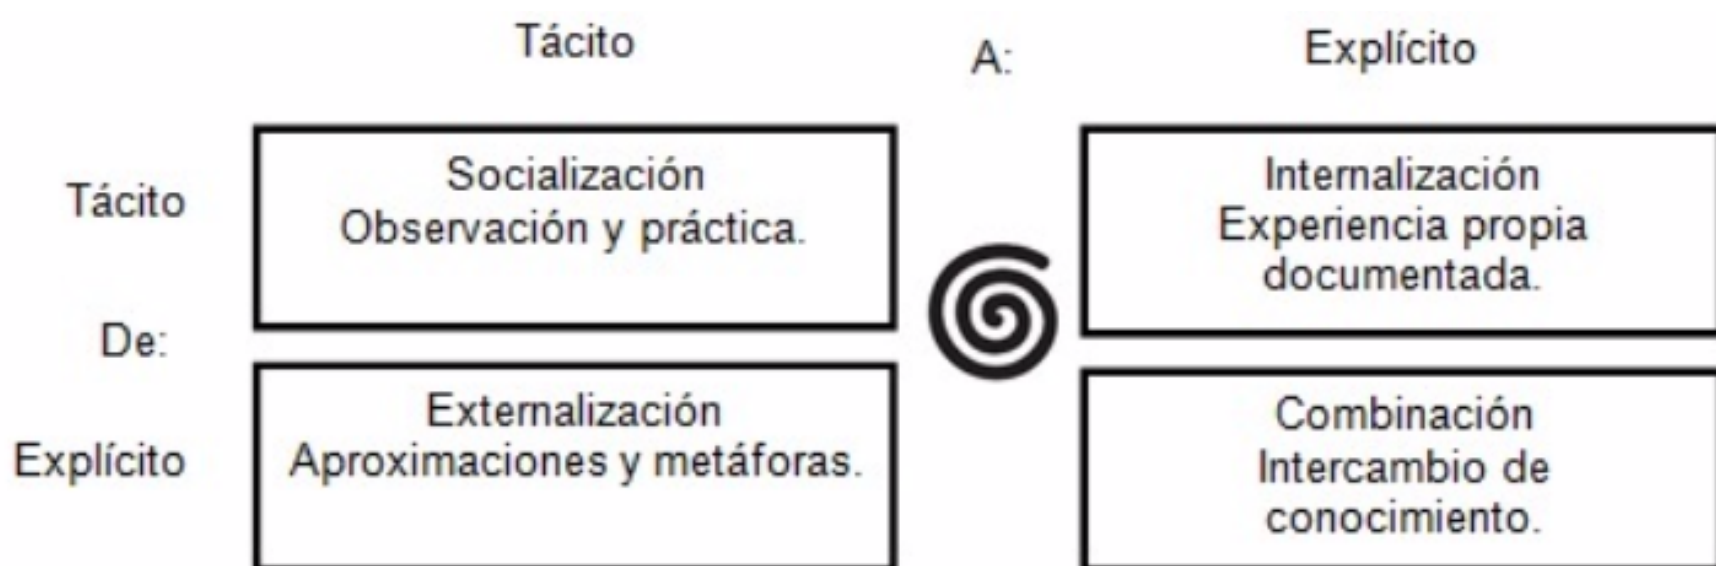 Tácito
A:
Explícito
Tácito
Socialización
Observación y práctica.
Internalización
Experiencia propia
documentada.
De:
Explícito
Externalización
Aproximaciones y metáforas.
Combinación
Intercambio de
conocimiento.